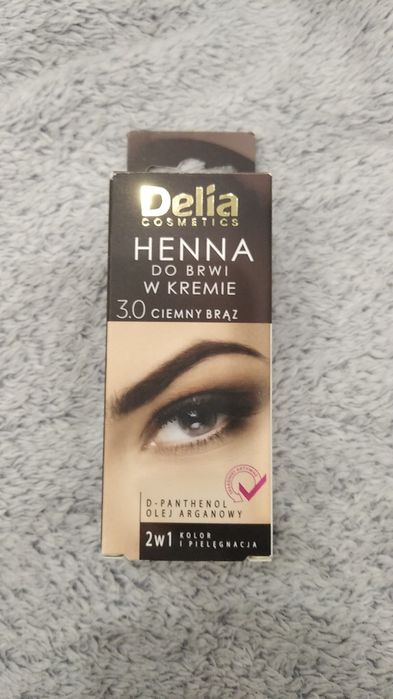 Delia
COSMETICS
HENNA
DO BRWI
W KREMIE
3.0 CIEMNY BRĄZ
D-PANTHENOL
OLEJ ARGANOWY
2w1 KOLOR
I PIELĘGNACJA